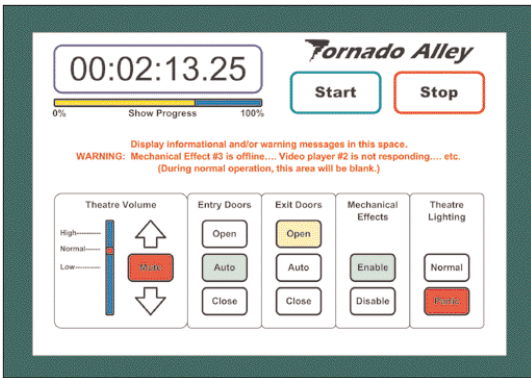 00:02:13.25
Tornado Alley
Start
Stop
0%
Show Progress
100%
Display informational and/or warning messages in this space.
WARNING: Mechanical Effect #3 is offline.... Video player #2 is not responding.... etc.
(During normal operation, this area will be blank.)
Theatre Volume
High
Normal
Low
Mute
Entry Doors
Open
Auto
Close
Exit Doors
Open
Auto
Close
Mechanical
Effects
Enable
Disable
Theatre
Lighting
Normal
Panic